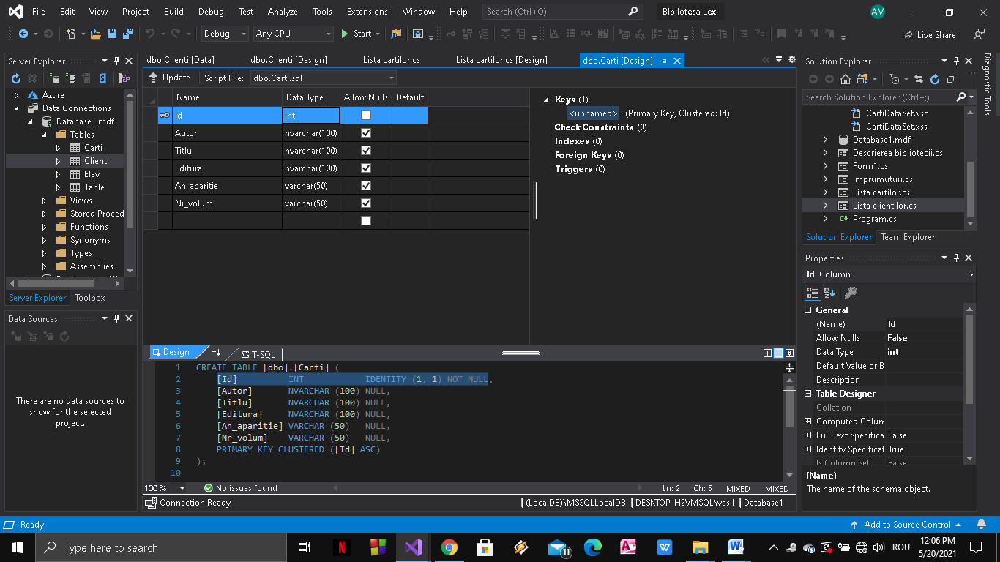 File Edit View Project Build Debug Test Analyze Tools Extensions Window Help Search (Ctrl+Q) Biblioteca Lexi AV
Debug Any CPU Start Live Share
Server Explorer
Azure
Data Connections
Database1.mdf
Tables
Carti
Clienti
Elev
Table
Views
Stored Proced
Functions
Synonyms
Types
Assemblies
Server Explorer Toolbox
Data Sources
There are no data sources to
show for the selected
project.
dbo.Clienti [Data] dbo.Clienti [Design] Lista cartilor.cs Lista cartilor.cs [Design] dbo.Carti [Design]
Update Script File: dbo.Carti.sql
Name Data Type Allow Nulls Default
Id int
Autor nvarchar(100)
Titlu nvarchar(100)
Editura nvarchar(100)
An_aparitie varchar(50)
Nr_volum varchar(50)
Keys (1)
<unnamed> (Primary Key, Clustered: Id)
Check Constraints (0)
Indexes (0)
Foreign Keys (0)
Triggers (0)
Design T-SQL
1 CREATE TABLE [dbo].[Carti] (
2 [Id] INT IDENTITY (1, 1) NOT NULL,
3 [Autor] NVARCHAR (100) NULL,
4 [Titlu] NVARCHAR (100) NULL,
5 [Editura] NVARCHAR (100) NULL,
6 [An_aparitie] VARCHAR (50) NULL,
7 [Nr_volum] VARCHAR (50) NULL,
8 PRIMARY KEY CLUSTERED ([Id] ASC)
9 );
10
100 % No issues found Ln: 2 Ch: 5 MIXED MIXED
Connection Ready (LocalDB)\MSSQLLocalDB DESKTOP-H2VMSQL\vasil Database1
Solution Explorer
Search Solution Explorer (Ctrl+;)
CartiDataSet.xsc
CartiDataSet.xss
Database1.mdf
Descrierea bibliotecii.cs
Form1.cs
Imprumuturi.cs
Lista cartilor.cs
Lista clientilor.cs
C# Program.cs
Solution Explorer Team Explorer
Properties
Id Column
General
(Name) Id
Allow Nulls False
Data Type int
Default Value or B
Description
Table Designer
Collation
Computed Colum
Full Text Specifica False
Identity Specificat True
Is Column Set False
(Name)
The name of the schema object.
Diagnostic Tools
Ready Add to Source Control
Type here to search 11 ROU 12:06 PM
5/20/2021